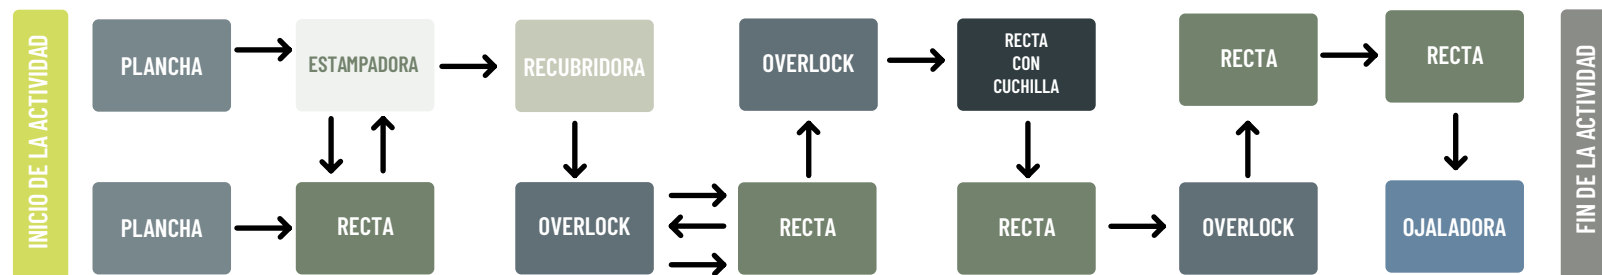 INICIO DE LA ACTIVIDAD
PLANCHA
ESTAMPADORA
RECUBRIDORA
OVERLOCK
RECTA
CON
CUCHILLA
RECTA
RECTA
PLANCHA
RECTA
OVERLOCK
RECTA
RECTA
OVERLOCK
OJALADORA
FIN DE LA ACTIVIDAD